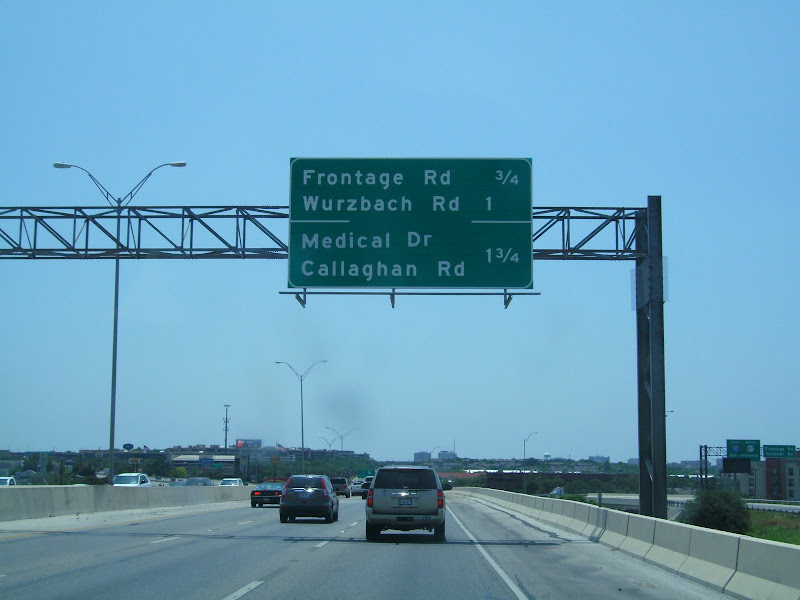 Frontage Rd ¾
Wurzbach Rd 1
Medical Dr
Callaghan Rd 1¾